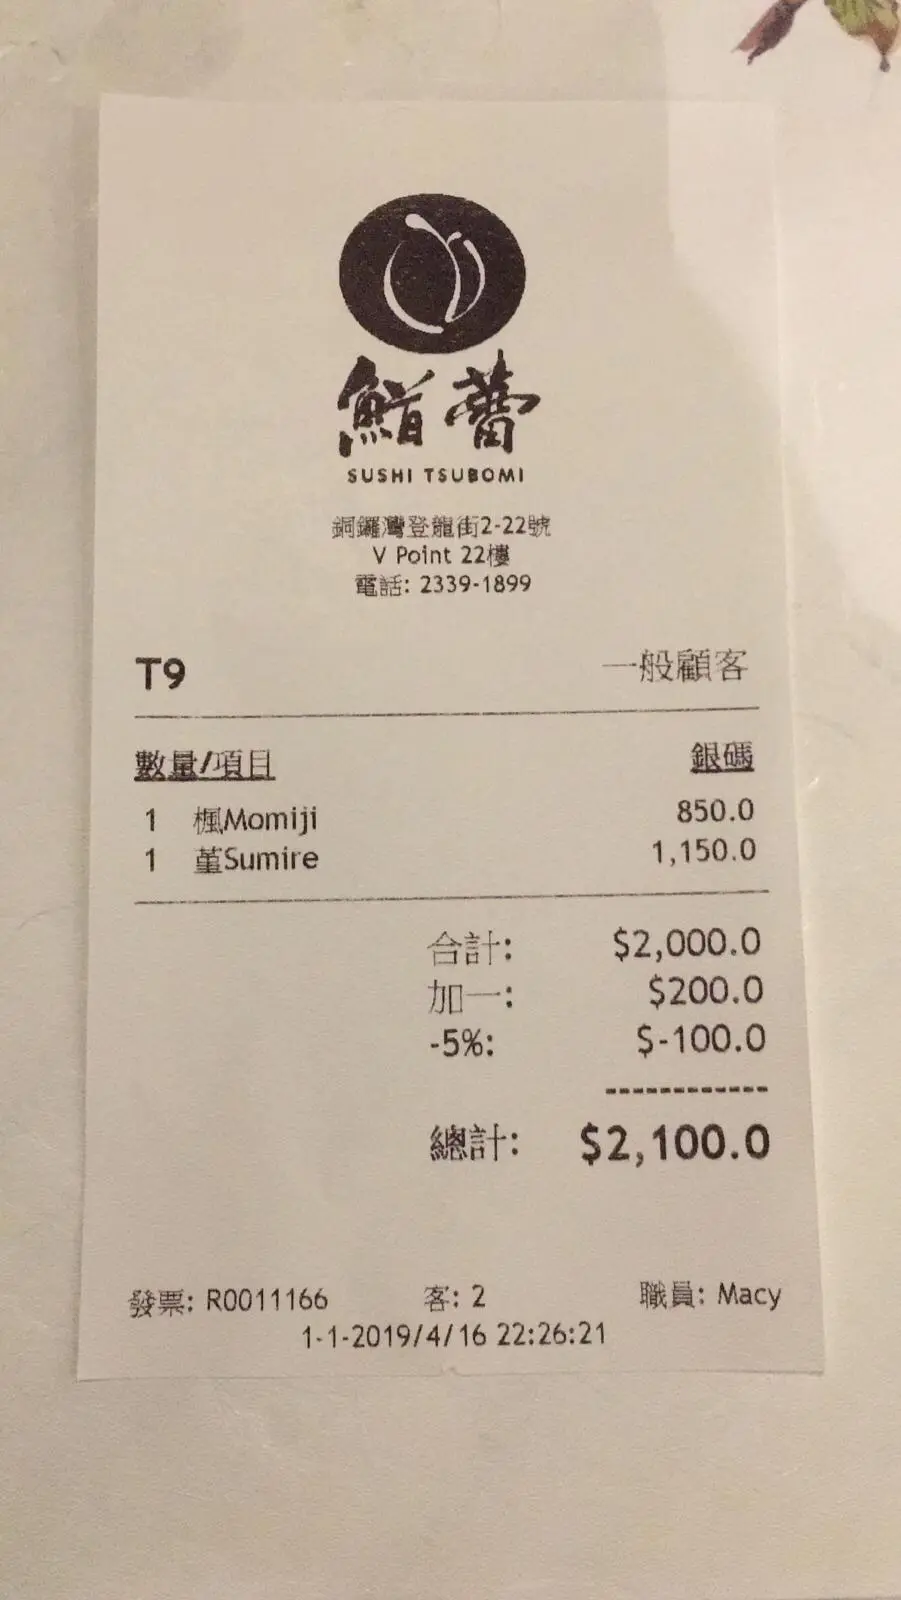 鮨蕾
SUSHI TSUBOMI
銅鑼灣登龍街2-22號
V Point 22樓
電話: 2339-1899
T9 一般顧客
數量/項目 銀碼
1 楓Momiji 850.0
1 菫Sumire 1,150.0
合計: $2,000.0
加一: $200.0
-5%: $-100.0
------------
總計: $2,100.0
發票: R0011166 客: 2 職員: Macy
1-1-2019/4/16 22:26:21